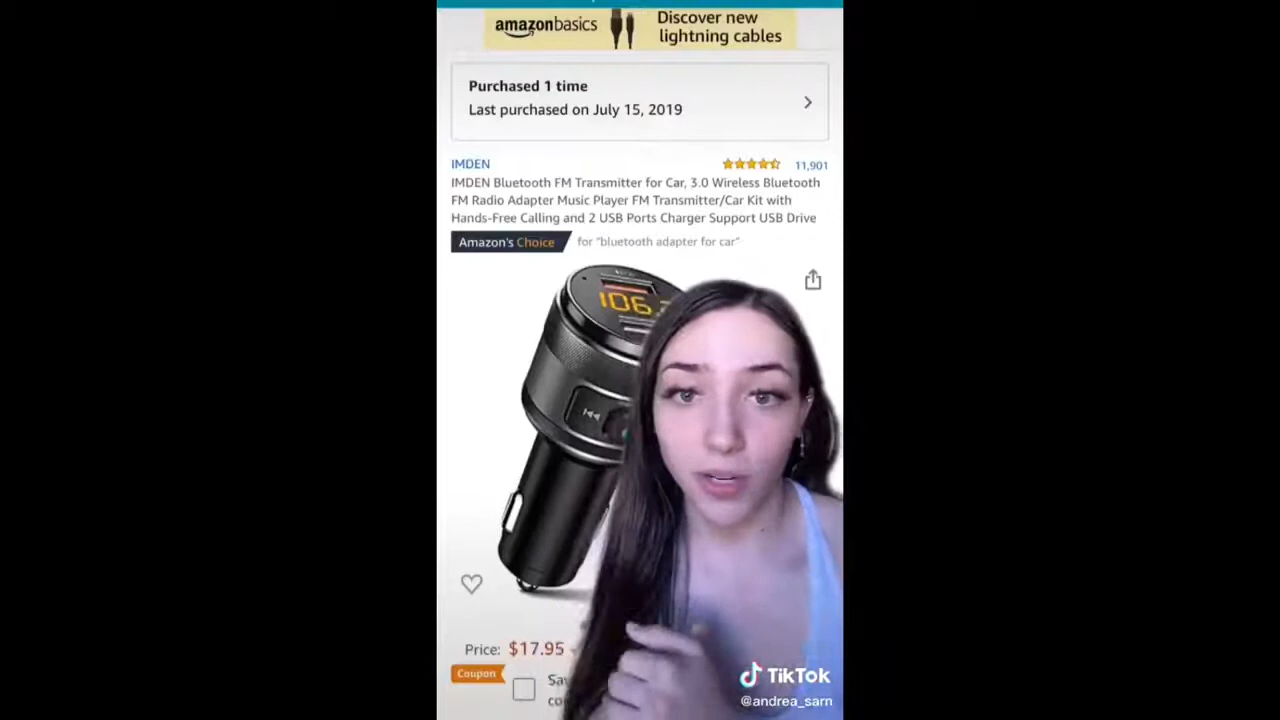 amazonbasics
Discover new
lightning cables
Purchased 1 time
Last purchased on July 15, 2019
IMDEN
11,901
IMDEN Bluetooth FM Transmitter for Car, 3.0 Wireless Bluetooth
FM Radio Adapter Music Player FM Transmitter/Car Kit with
Hands-Free Calling and 2 USB Ports Charger Support USB Drive
Amazon's Choice
for "bluetooth adapter for car"
106.
Price: $17.95
Coupon
TikTok
@andrea_sarn